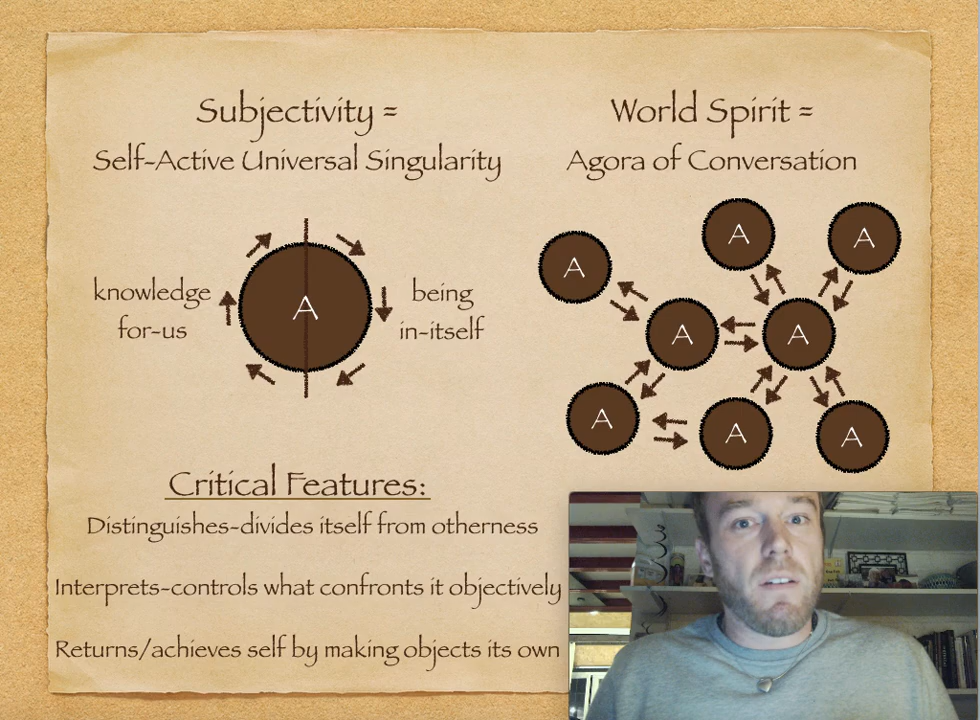 Subjectivity =
Self-Active Universal Singularity
knowledge
for-us
A
being
in-itself
World Spirit =
Agora of Conversation
A
A
A
A
A
A
A
A
Critical Features:
Distinguishes-divides itself from otherness
Interprets-controls what confronts it objectively
Returns/achieves self by making objects its own